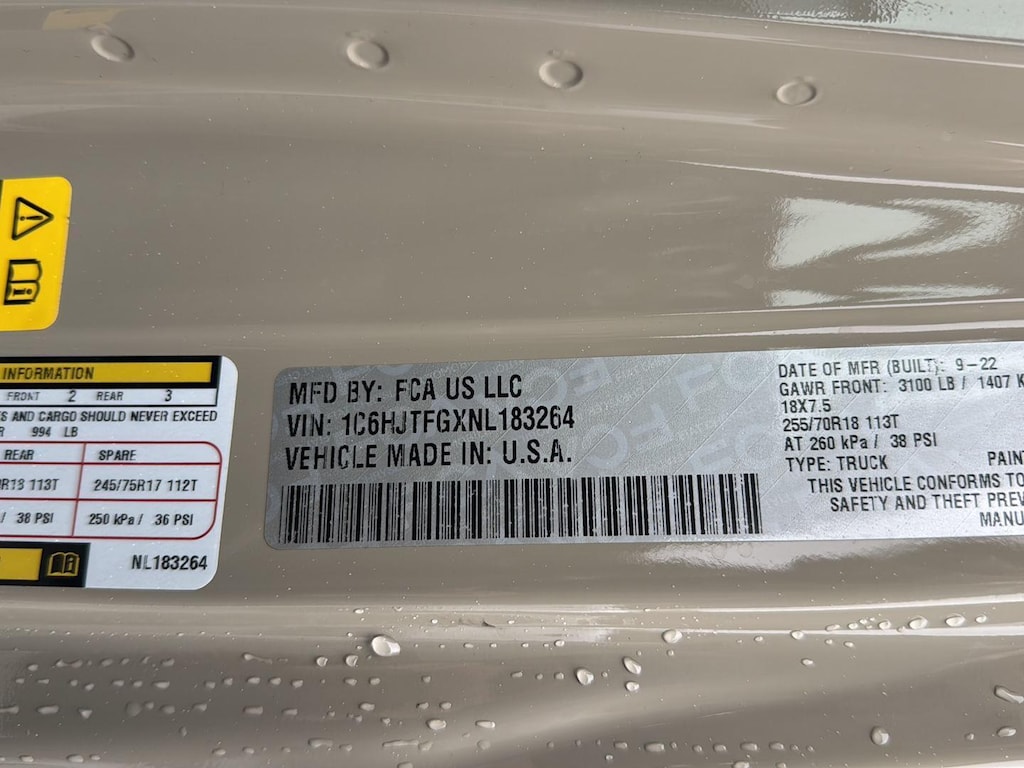 INFORMATION
FRONT 2 REAR 3
AND CARGO SHOULD NEVER EXCEED
994 LB
REAR SPARE
113T 245/75R17 112T
/ 38 PSI 250 kPa / 36 PSI
NL183264
MFD BY: FCA US LLC
VIN: 1C6HJTFGXNL183264
VEHICLE MADE IN: U.S.A.
DATE OF MFR (BUILT): 9-22
GAWR FRONT: 3100 LB / 1407 K
18X7.5
255/70R18 113T
AT 260 kPa / 38 PSI
TYPE: TRUCK PAIN
THIS VEHICLE CONFORMS TO
SAFETY AND THEFT PREV
MANU